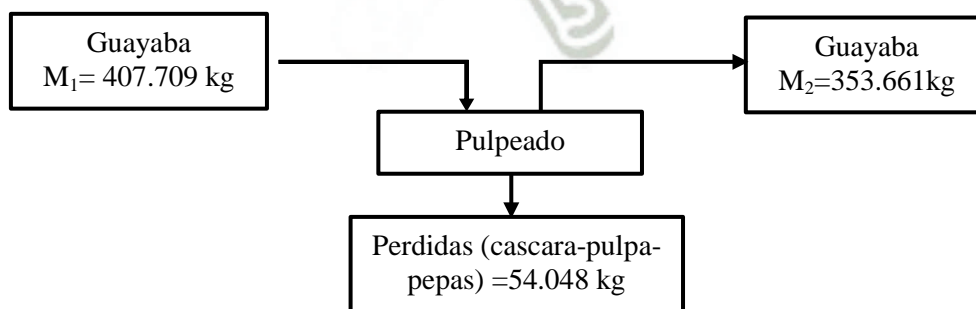 Guayaba
M₁= 407.709 kg
Guayaba
M₂=353.661kg
Pulpeado
Perdidas (cascara-pulpa-
pepas) =54.048 kg